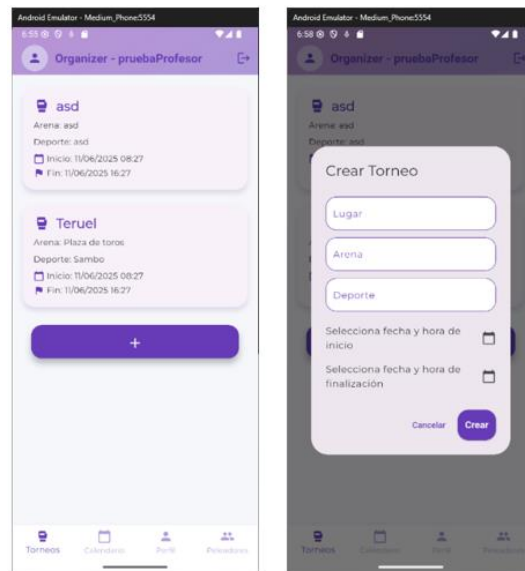 Android Emulator - Medium_Phone:5554
6:55
Organizer - pruebaProfesor
asd
Arena: asd
Deporte: asd
Inicio: 11/06/2025 08:27
Fin: 11/06/2025 16:27
Teruel
Arena: Plaza de toros
Deporte: Sambo
Inicio: 11/06/2025 08:27
Fin: 11/06/2025 16:27
+
Torneos
Calendario
Perfil
Peleadores
Android Emulator - Medium_Phone:5554
6:58
Organizer - pruebaProfesor
asd
Arena: asd
Deporte: asd
Crear Torneo
Lugar
Arena
Deporte
Selecciona fecha y hora de
inicio
Selecciona fecha y hora de
finalización
Cancelar
Crear
Torneos
Calendario
Perfil
Peleadores